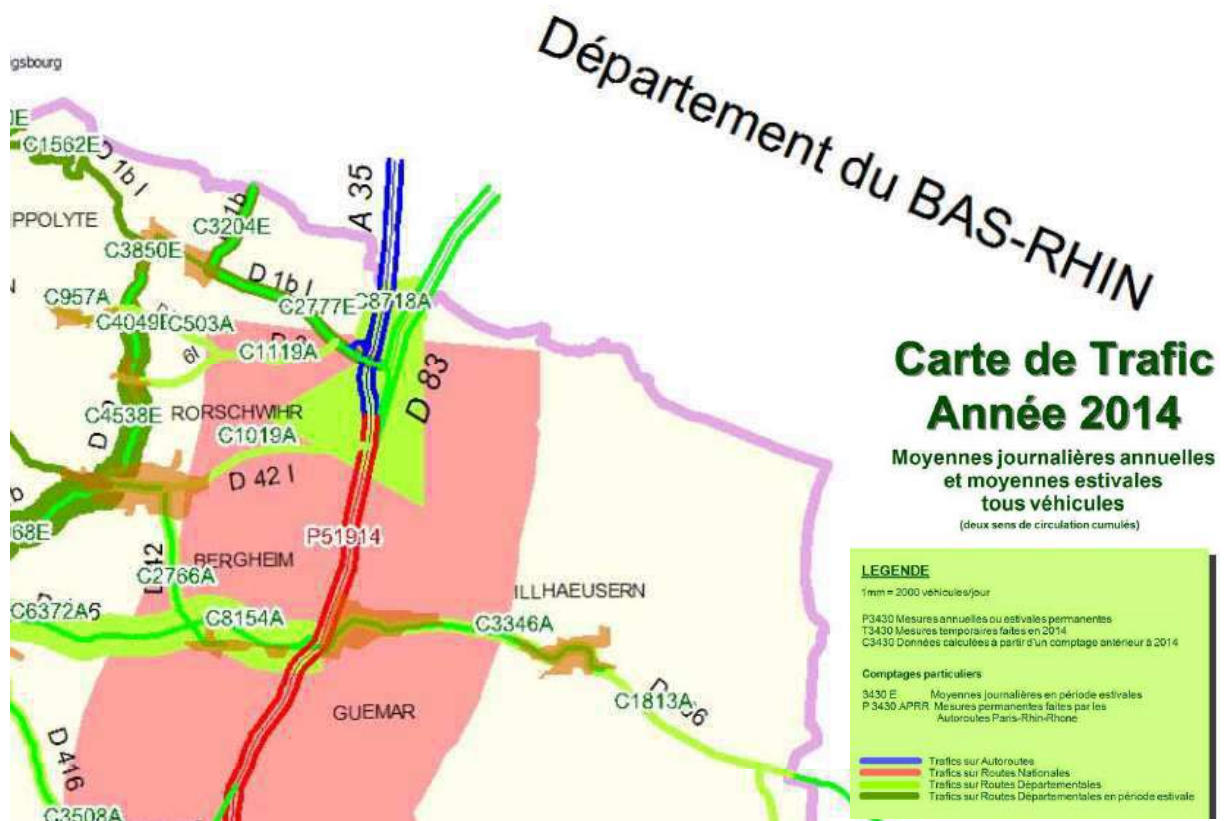 Département du BAS-RHIN
gsbourg
C1562E
D 1b I
A 35
PPOLYTE
C3204E
C3850E
D 1b I
C957A
C2777E
C8718A
C503A
C1119A
D 83
C4538E
RORSCHWIHR
C1019A
D 42 I
68E
P51914
BERGHEIM
C2766A
ILLHAEUSERN
C6372A
C8154A
C3346A
C1813A
GUEMAR
D 416
C3508A
Carte de Trafic
Année 2014
Moyennes journalières annuelles
et moyennes estivales
tous véhicules
(deux sens de circulation cumulés)
LEGENDE
1mm = 2000 véhicules/jour
P3430 Mesures annuelles ou estivales permanentes
T3430 Mesures temporaires faites en 2014
C3430 Données calculées à partir d'un comptage antérieur à 2014
Comptages particuliers
3430 E Moyennes journalières en période estivales
P 3430 APRR Mesures permanentes faites par les
Autoroutes Paris-Rhin-Rhone
Trafics sur Autoroutes
Trafics sur Routes Nationales
Trafics sur Routes Départementales
Trafics sur Routes Départementales en période estivale